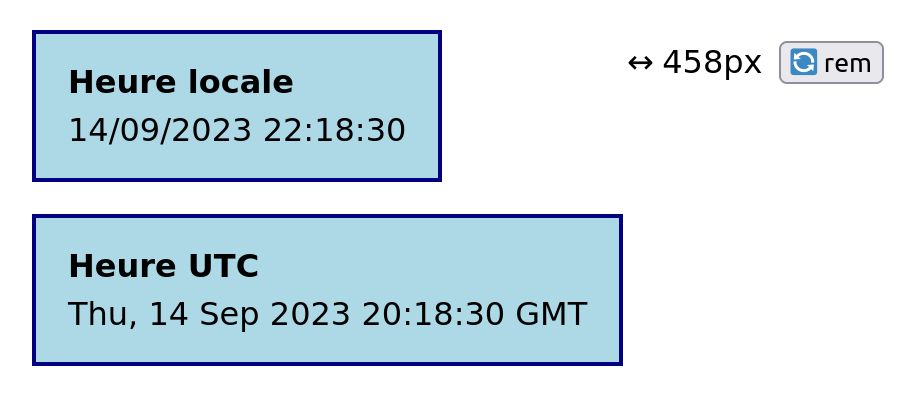 Heure locale
14/09/2023 22:18:30
↔ 458px
🔄 rem
Heure UTC
Thu, 14 Sep 2023 20:18:30 GMT